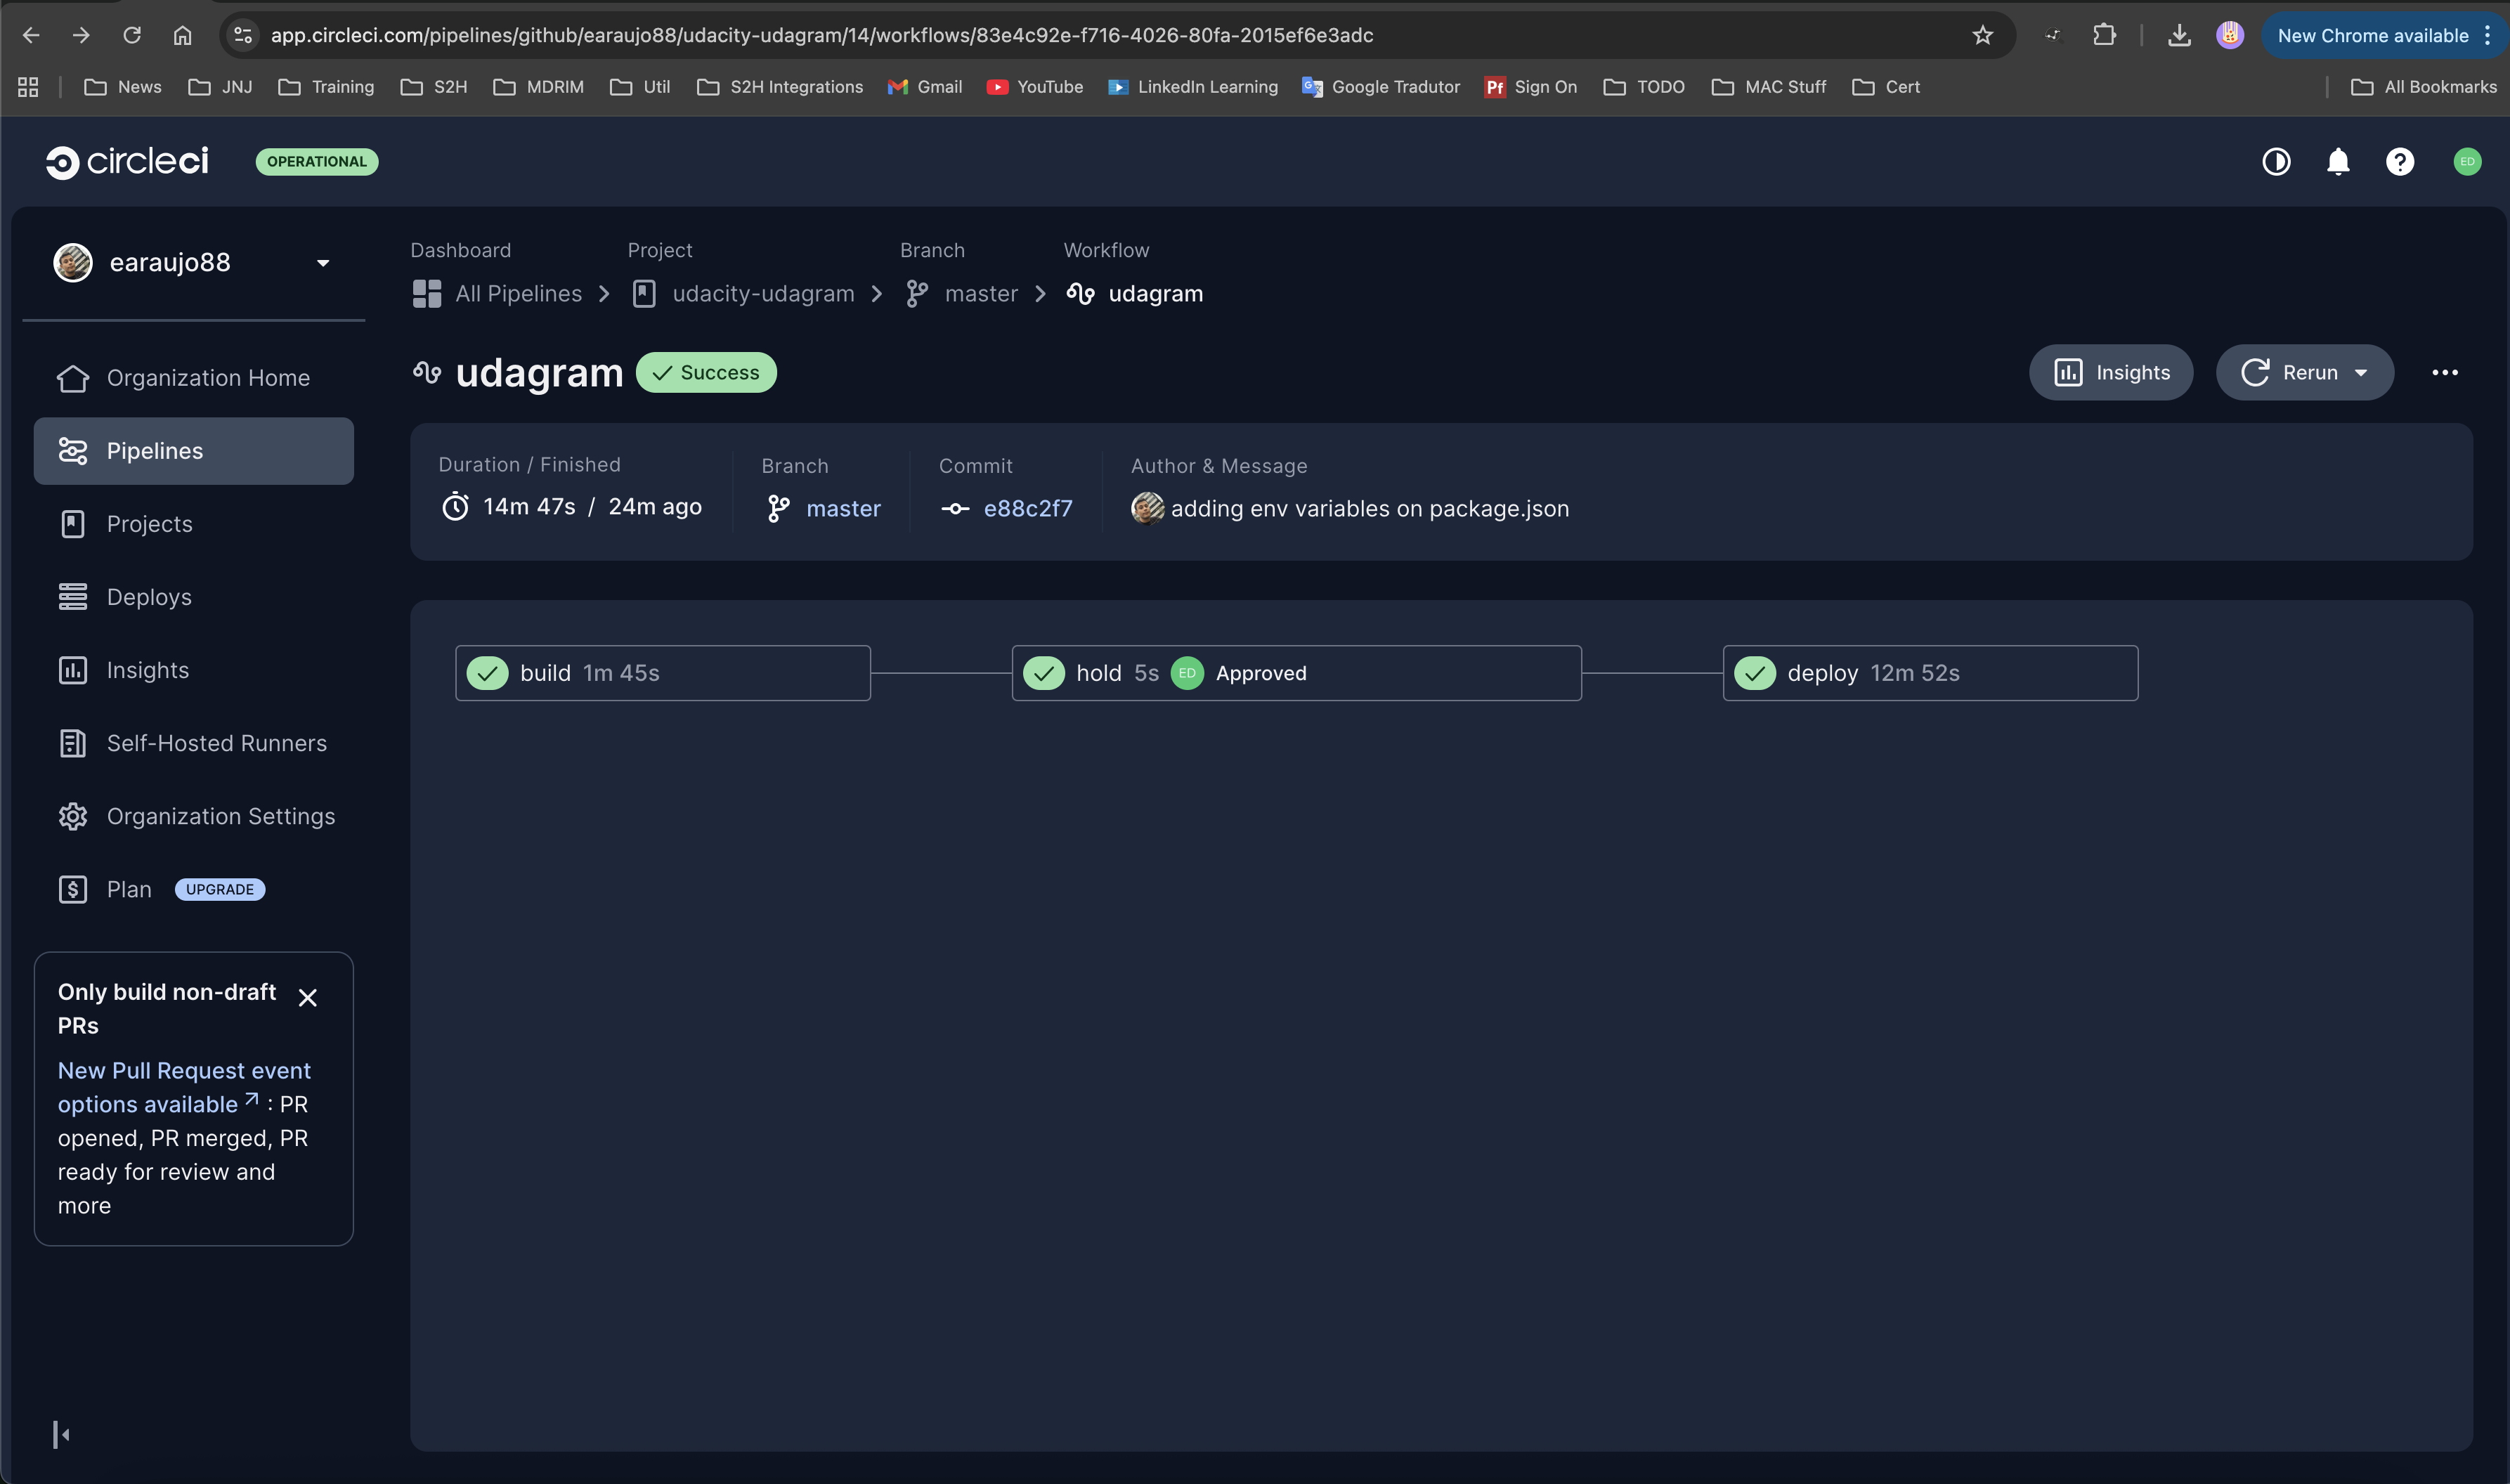 app.circleci.com/pipelines/github/earaujo88/udacity-udagram/14/workflows/83e4c92e-f716-4026-80fa-2015ef6e3adc
New Chrome available
News JNJ Training S2H MDRIM Util S2H Integrations Gmail YouTube LinkedIn Learning Google Tradutor Pf Sign On TODO MAC Stuff Cert All Bookmarks
circleci OPERATIONAL ED
earaujo88
Organization Home
Pipelines
Projects
Deploys
Insights
Self-Hosted Runners
Organization Settings
Plan UPGRADE
Only build non-draft
PRs
New Pull Request event
options available : PR
opened, PR merged, PR
ready for review and
more
Dashboard Project Branch Workflow
All Pipelines udacity-udagram master udagram
udagram Success Insights Rerun
Duration / Finished Branch Commit Author & Message
14m 47s / 24m ago master e88c2f7 adding env variables on package.json
build 1m 45s hold 5s ED Approved deploy 12m 52s